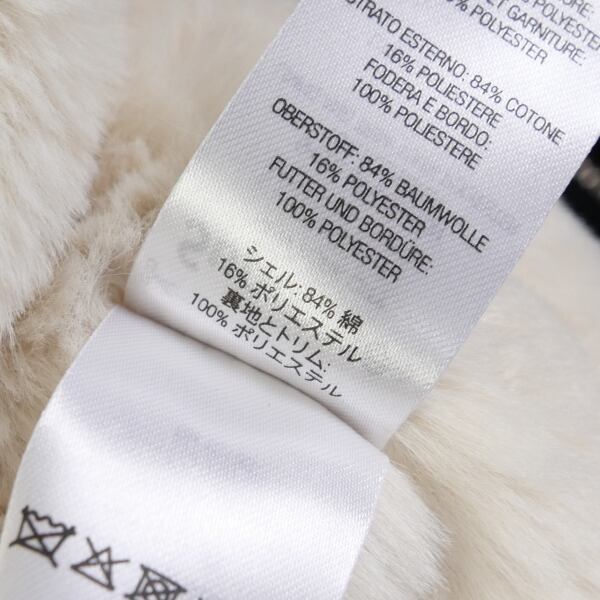 ET GARNITURE:
POLYESTER
STRATO ESTERNO: 84% COTONE
16% POLIESTERE
FODERA E BORDO:
100% POLIESTERE
OBERSTOFF: 84% BAUMWOLLE
16% POLYESTER
FUTTER UND BORDÜRE:
100% POLYESTER
シェル: 84% 綿
16% ポリエステル
裏地とトリム:
100% ポリエステル